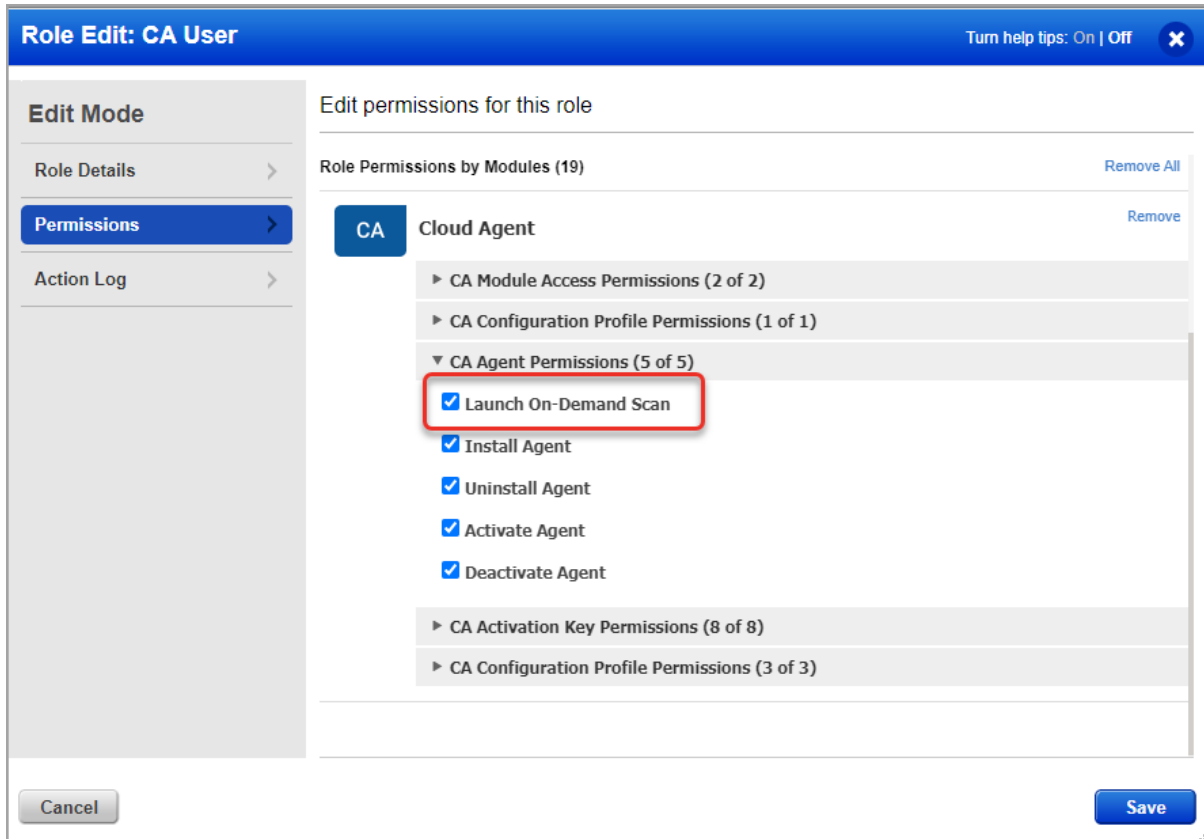 Role Edit: CA User
Turn help tips: On | Off
Edit Mode
Role Details
Permissions
Action Log
Edit permissions for this role
Role Permissions by Modules (19)
Remove All
CA
Cloud Agent
Remove
CA Module Access Permissions (2 of 2)
CA Configuration Profile Permissions (1 of 1)
CA Agent Permissions (5 of 5)
Launch On-Demand Scan
Install Agent
Uninstall Agent
Activate Agent
Deactivate Agent
CA Activation Key Permissions (8 of 8)
CA Configuration Profile Permissions (3 of 3)
Cancel
Save